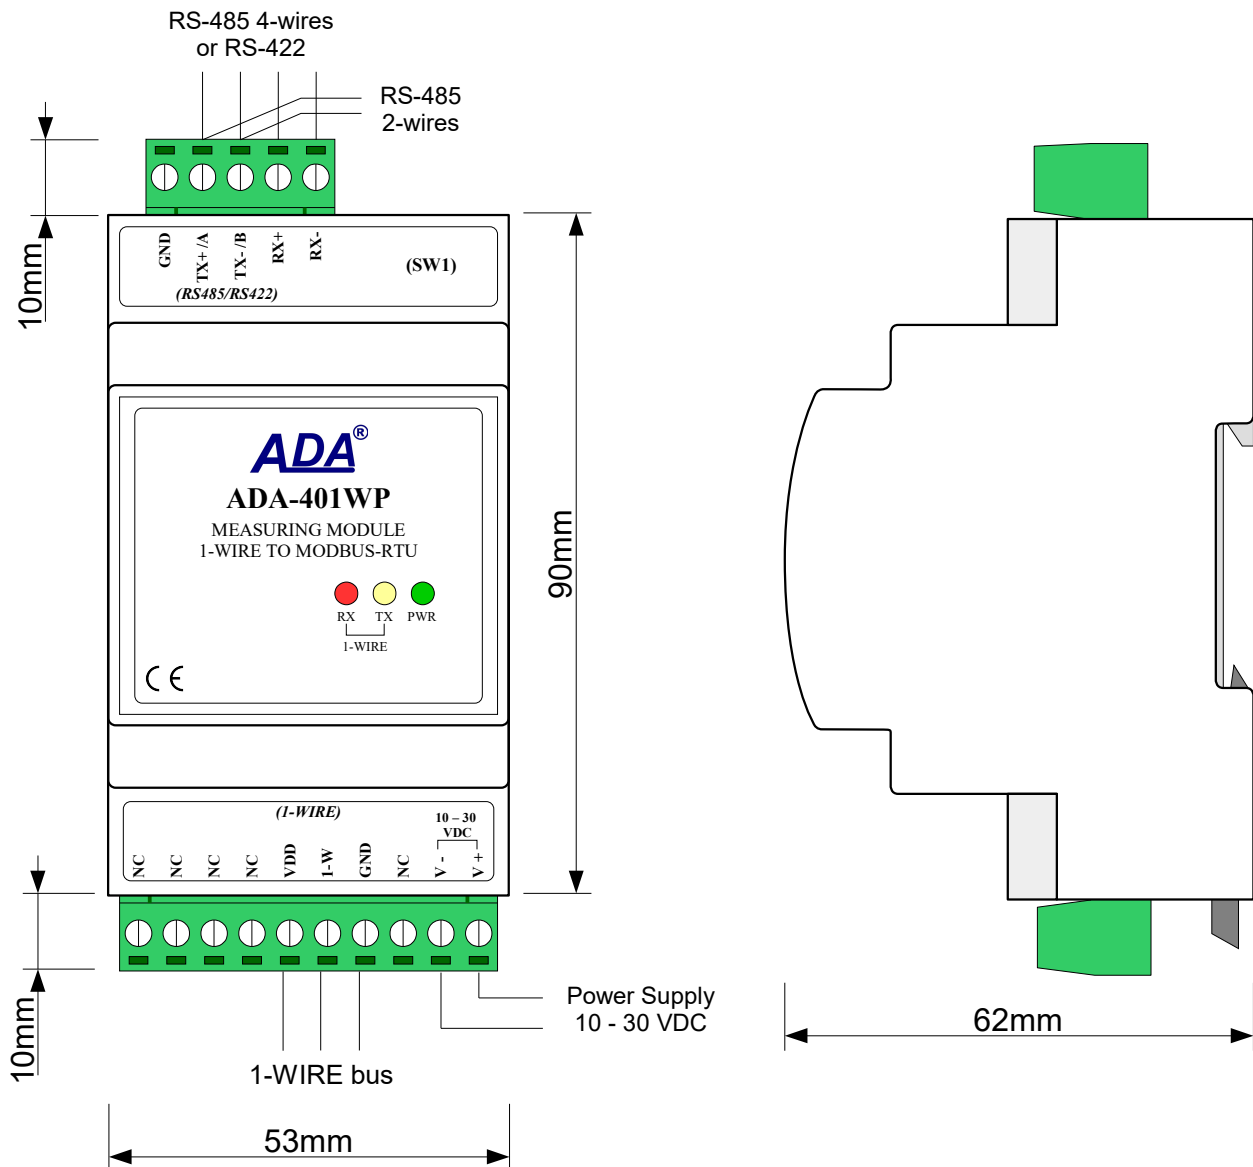 RS-485 4-wires
or RS-422
RS-485
2-wires
10mm
GND
TX+ /A
TX- /B
RX+
RX-
(SW1)
(RS485/RS422)
ADA®
ADA-401WP
MEASURING MODULE
1-WIRE TO MODBUS-RTU
RX
TX
PWR
1-WIRE
CE
90mm
(1-WIRE)
10 – 30
VDC
NC
NC
NC
NC
VDD
1-W
GND
NC
V -
V +
10mm
Power Supply
10 - 30 VDC
1-WIRE bus
53mm
62mm